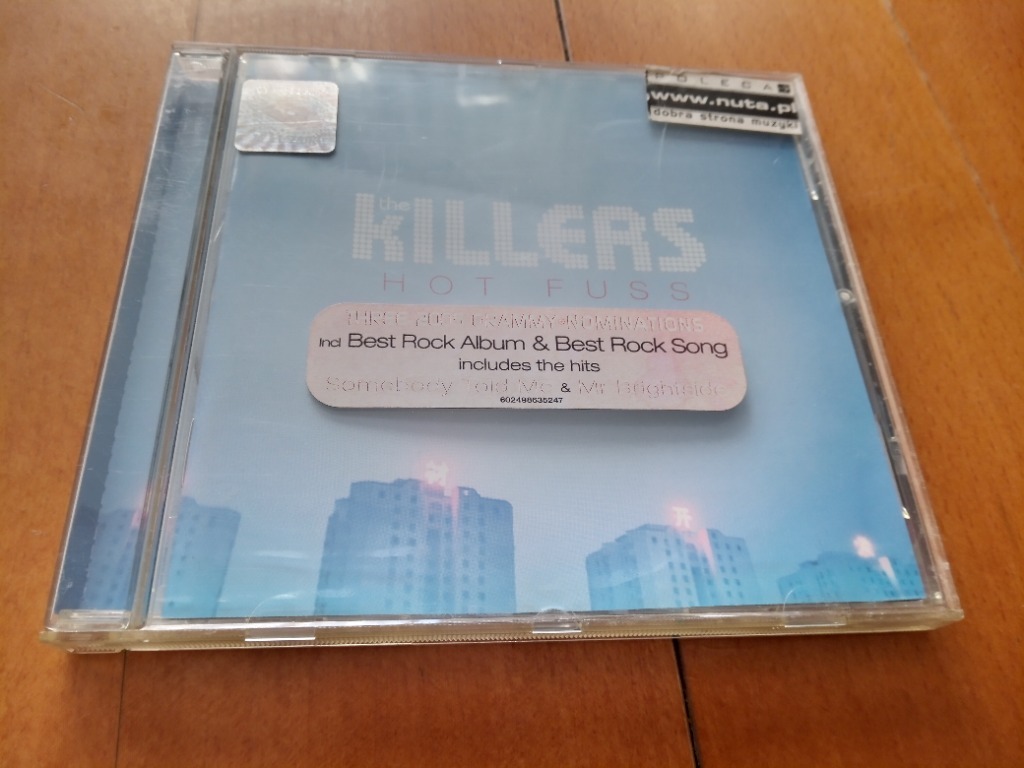 POLECA
www.nuta.pl
dobra strona muzyki
the
KILLERS
HOT FUSS
THREE 2005 GRAMMY NOMINATIONS
Incl Best Rock Album & Best Rock Song
includes the hits
Somebody Told Me & Mr Brightside
602498635247